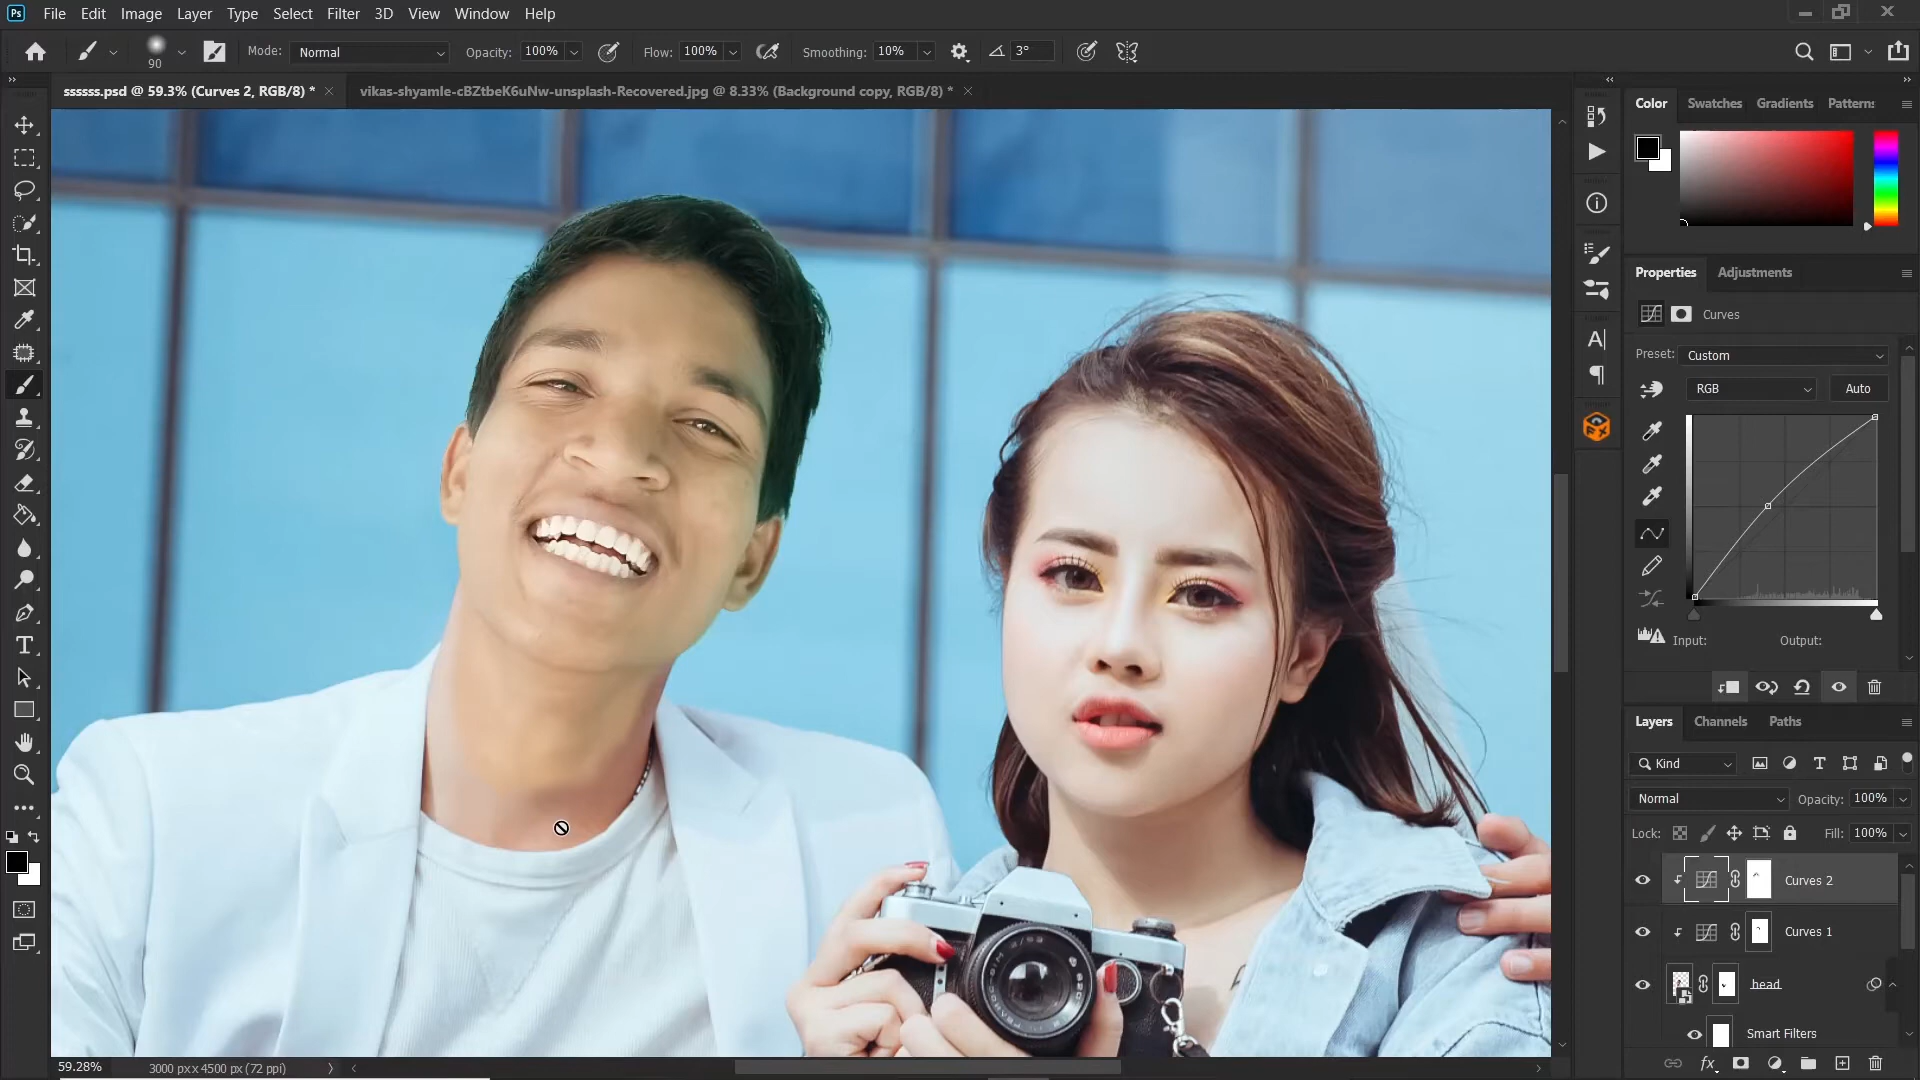 Ps File Edit Image Layer Type Select Filter 3D View Window Help
90 Mode: Normal Opacity: 100% Flow: 100% Smoothing: 10% 3°
ssssss.psd @ 59.3% (Curves 2, RGB/8) * vikas-shyamle-cBZtbeK6uNw-unsplash-Recovered.jpg @ 8.33% (Background copy, RGB/8) *
Color Swatches Gradients Patterns
Properties Adjustments
Curves
Preset: Custom
RGB Auto
Input: Output:
Layers Channels Paths
Kind
Normal Opacity: 100%
Lock: Fill: 100%
Curves 2
Curves 1
head
Smart Filters
59.28% 3000 px x 4500 px (72 ppi)